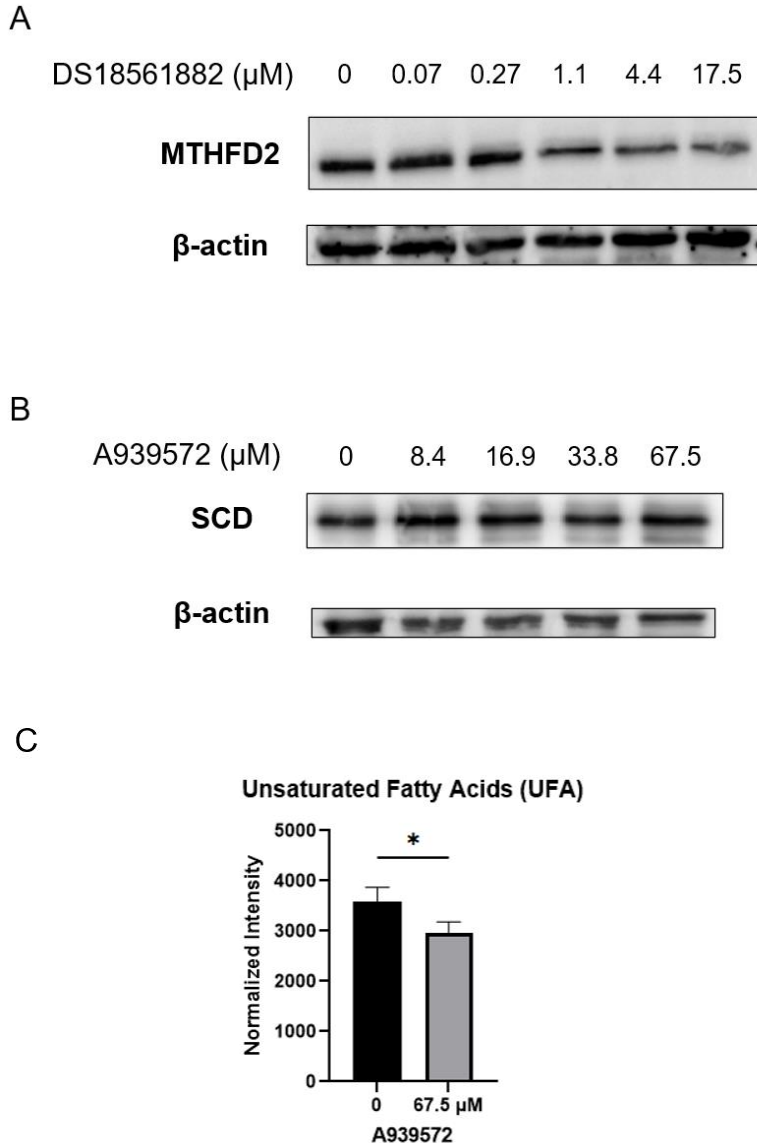 A
DS18561882 (μM) 0 0.07 0.27 1.1 4.4 17.5
MTHFD2
β-actin
B
A939572 (μM) 0 8.4 16.9 33.8 67.5
SCD
β-actin
C
Unsaturated Fatty Acids (UFA)
*
5000
4000
3000
2000
1000
0
Normalized Intensity
0 67.5 μM
A939572